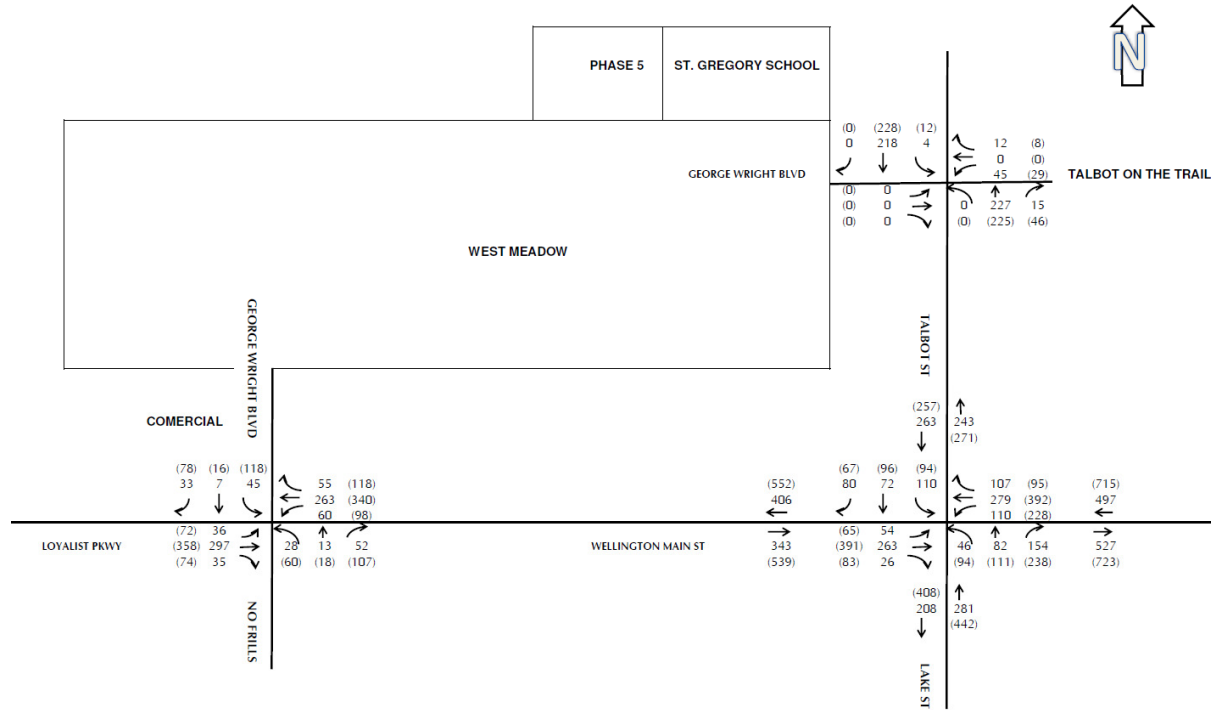 N
PHASE 5 ST. GREGORY SCHOOL
(0) (228) (12)
0 218 4 12 (8)
0 (0)
GEORGE WRIGHT BLVD 45 (29) TALBOT ON THE TRAIL
(0) 0
(0) 0 0 227 15
(0) 0 (0) (225) (46)
WEST MEADOW
GEORGE WRIGHT BLVD
TALBOT ST
(257)
263 243
(271)
COMERCIAL
(78) (16) (118)
33 7 45 55 (118)
263 (340)
60 (98)
(67) (96) (94)
(552) 80 72 110 107 (95) (715)
406 279 (392) 497
110 (228)
(72) 36
LOYALIST PKWY (358) 297 28 13 52
(74) 35 (60) (18) (107)
(65) 54
WELLINGTON MAIN ST 343 (391) 263 46 82 154 527
(539) (83) 26 (94) (111) (238) (723)
(408)
208 281
(442)
NO FRILLS
LAKE ST